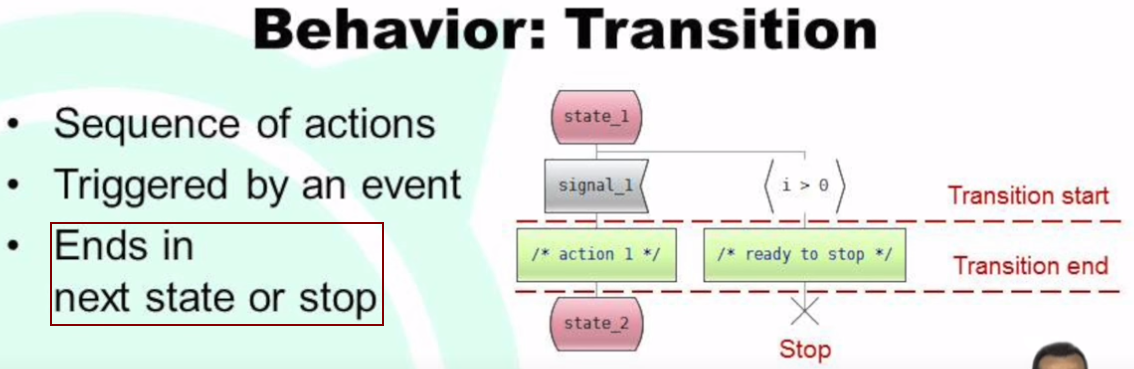 Behavior: Transition
• Sequence of actions
• Triggered by an event
• Ends in
next state or stop
state_1
signal_1
i > 0
Transition start
/* action 1 */
/* ready to stop */
Transition end
state_2
Stop